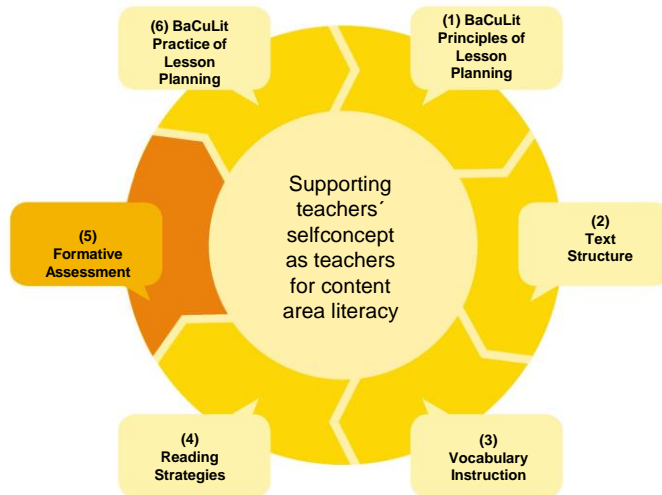 (6) BaCuLit
Practice of
Lesson
Planning
(1) BaCuLit
Principles of
Lesson
Planning
Supporting
teachers´
selfconcept
as teachers
for content
area literacy
(5)
Formative
Assessment
(2)
Text
Structure
(4)
Reading
Strategies
(3)
Vocabulary
Instruction